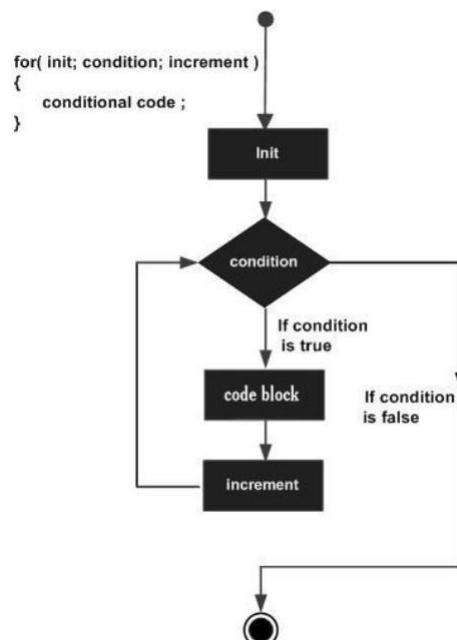 for( init; condition; increment )
{
conditional code ;
}
Init
condition
If condition
is true
code block
If condition
is false
increment